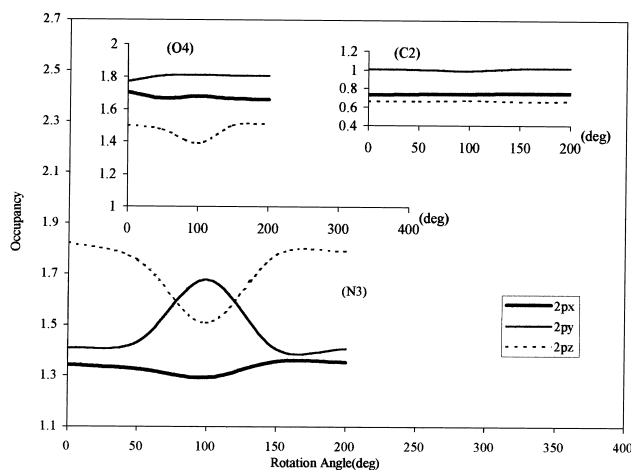 2.7
2.5
2.3
2.1
1.9
1.7
1.5
1.3
1.1
Occupancy
0 50 100 150 200 250 300 350 400
Rotation Angle(deg)
(O4)
2
1.8
1.6
1.4
1.2
1
0 100 200 300 400
(deg)
(C2)
1.2
1
0.8
0.6
0.4
0 50 100 150 200
(deg)
(N3)
2px
2py
2pz